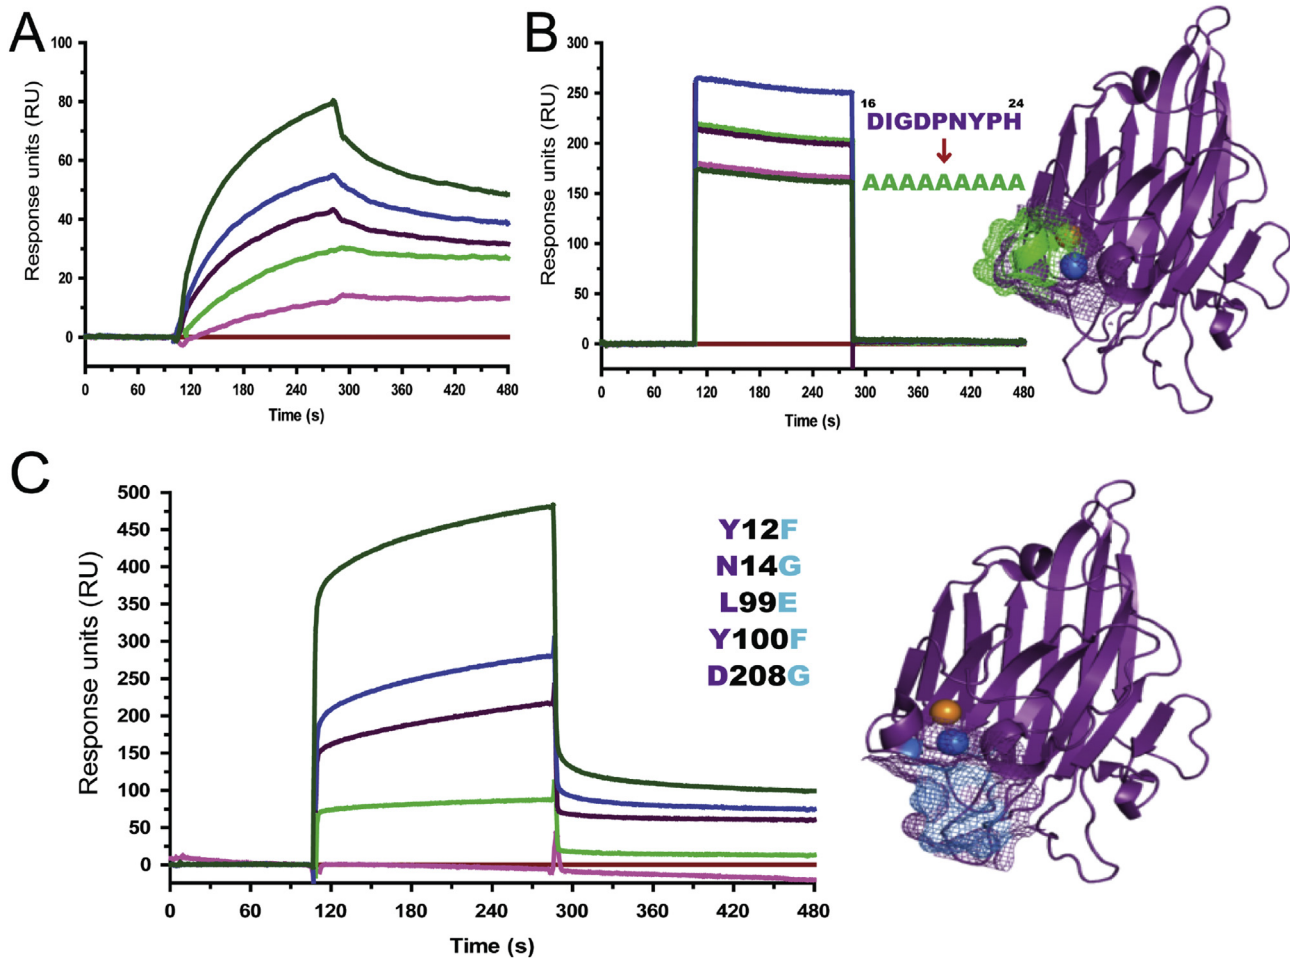 A
Response units (RU)
100
80
60
40
20
0
0 60 120 180 240 300 360 420 480
Time (s)
B
Response units (RU)
300
250
200
150
100
50
0
0 60 120 180 240 300 360 420 480
Time (s)
16 24
DIGDPNYPH
AAAAAAAAA
C
Response units (RU)
500
450
400
350
300
250
200
150
100
50
0
0 60 120 180 240 300 360 420 480
Time (s)
Y12F
N14G
L99E
Y100F
D208G